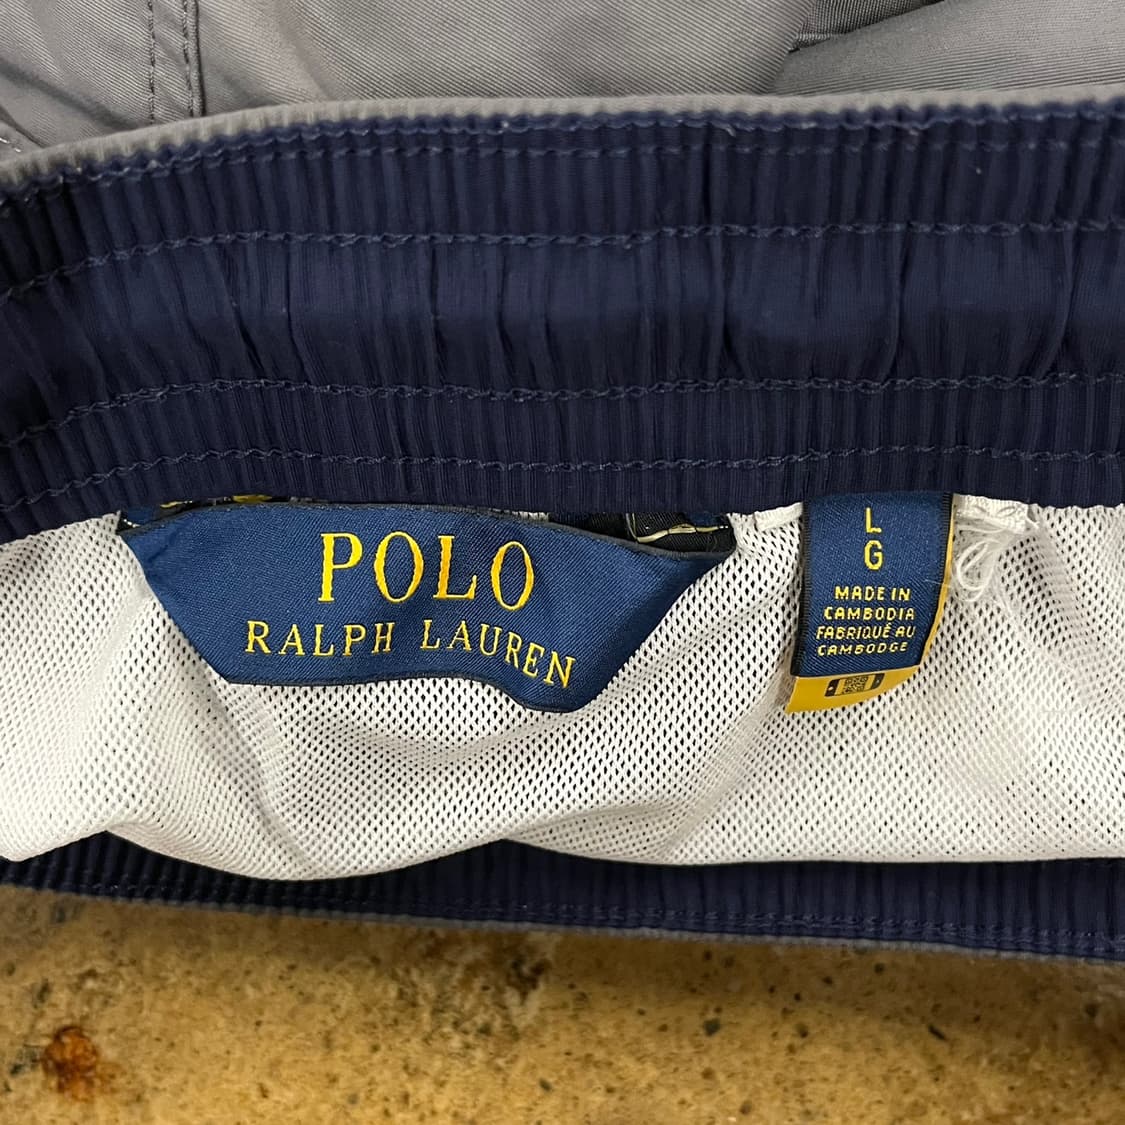 POLO
RALPH LAUREN
L
G
MADE IN
CAMBODIA
FABRIQUÉ AU
CAMBODGE